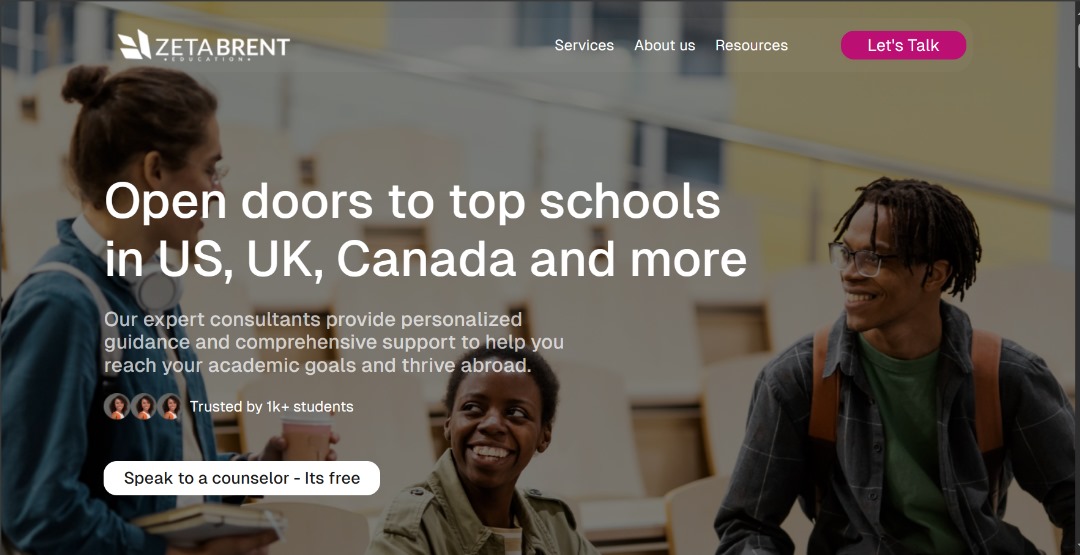 ZETA BRENT
• EDUCATION •
Services About us Resources Let's Talk
Open doors to top schools
in US, UK, Canada and more
Our expert consultants provide personalized
guidance and comprehensive support to help you
reach your academic goals and thrive abroad.
Trusted by 1k+ students
Speak to a counselor - Its free